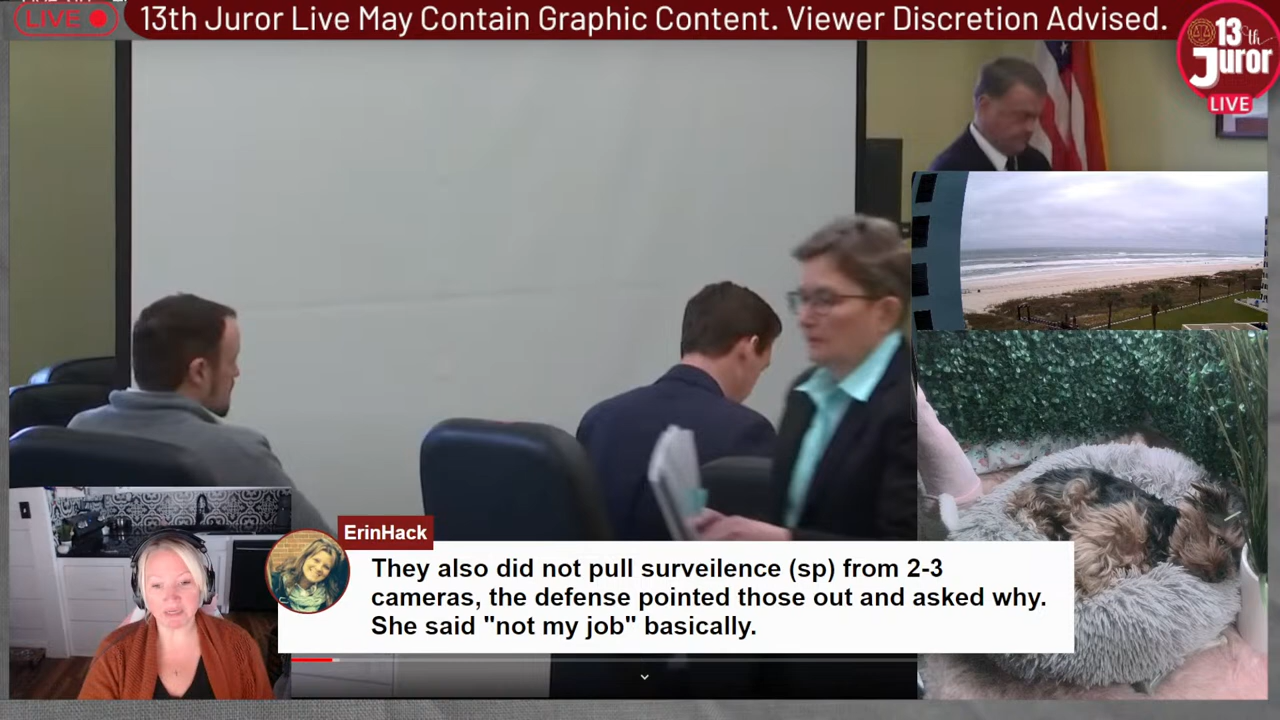 LIVE
13th Juror Live May Contain Graphic Content. Viewer Discretion Advised.
13th
Juror
LIVE
ErinHack
They also did not pull surveilence (sp) from 2-3
cameras, the defense pointed those out and asked why.
She said "not my job" basically.